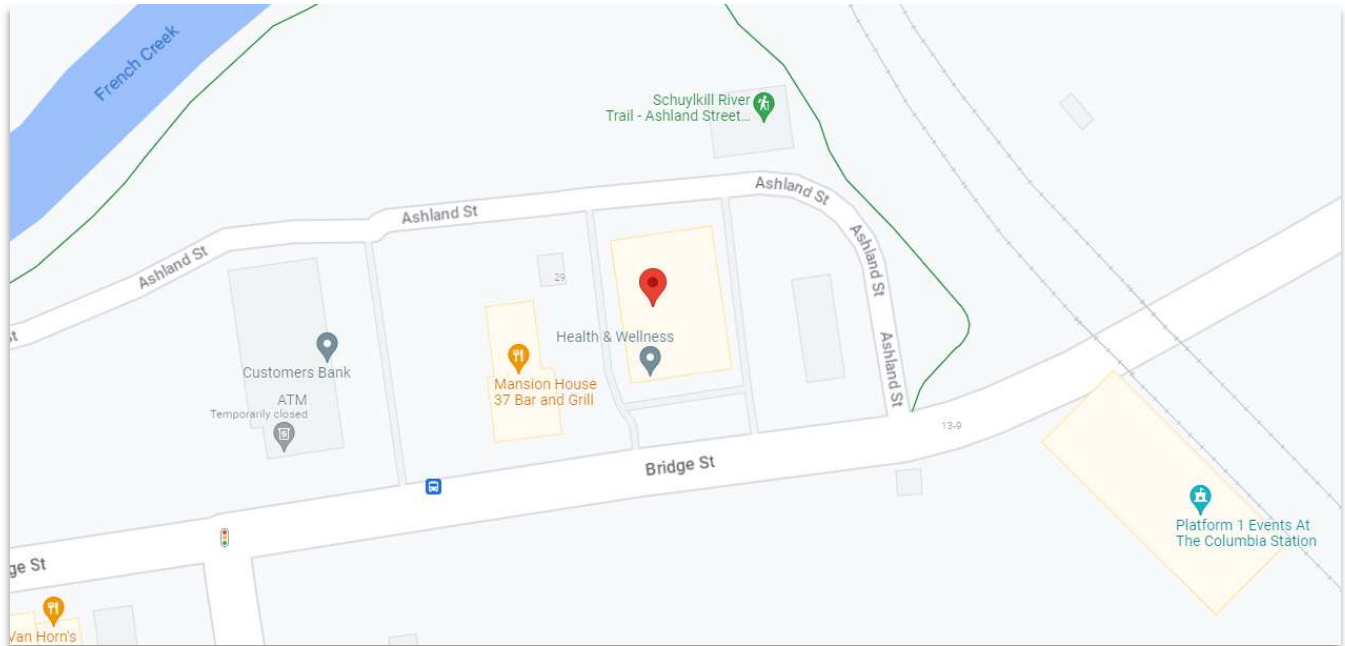 French Creek
Schuylkill River
Trail - Ashland Street...
Ashland St
Ashland St
Ashland St
Ashland St
Ashland St
st
29
Health & Wellness
Customers Bank
Mansion House
37 Bar and Grill
ATM
Temporarily closed
13-9
Bridge St
Platform 1 Events At
The Columbia Station
ge St
Van Horn's